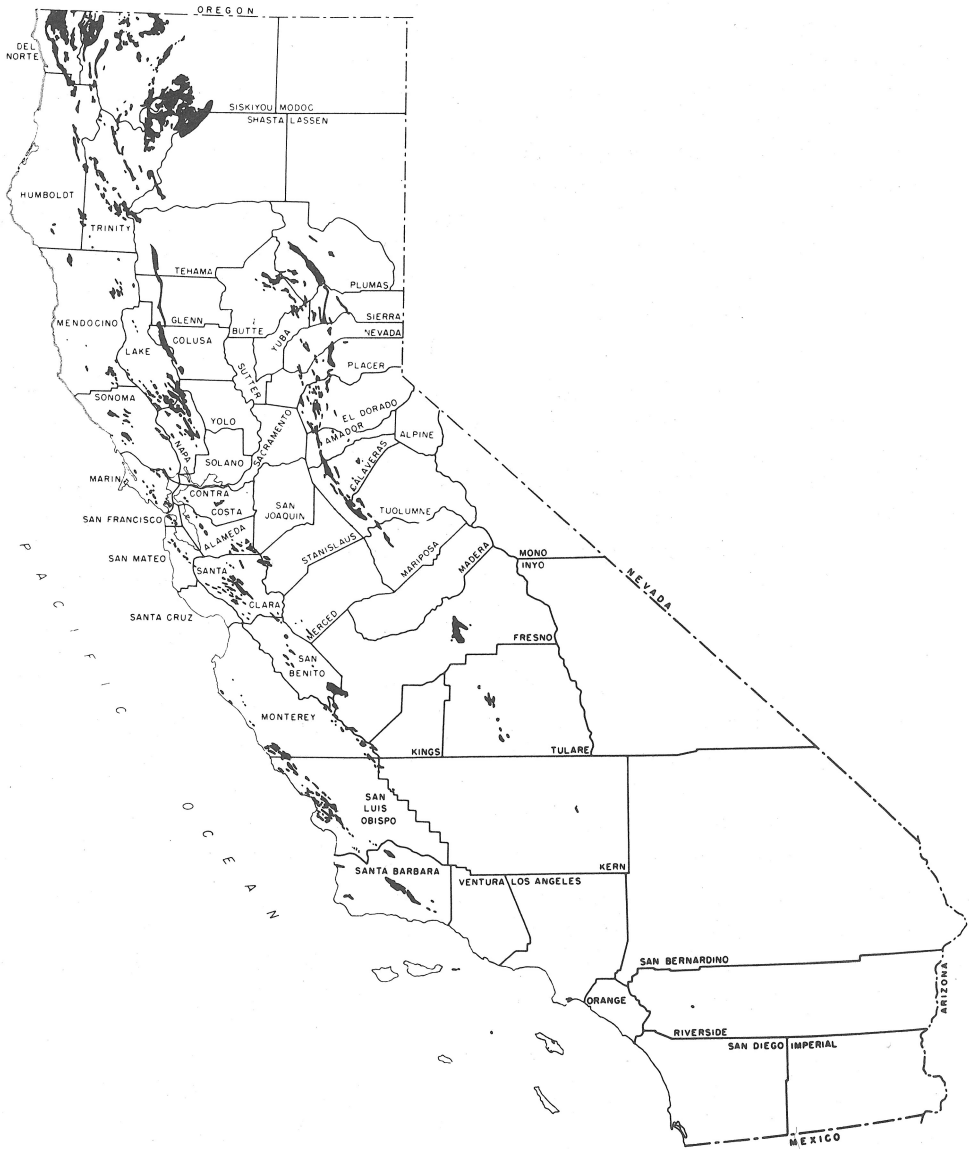 OREGON
DEL
NORTE
SISKIYOU MODOC
SHASTA LASSEN
HUMBOLDT
TRINITY
TEHAMA
PLUMAS
GLENN
BUTTE
SIERRA
MENDOCINO
COLUSA
YUBA
NEVADA
LAKE
SUTTER
PLACER
SONOMA
YOLO
SACRAMENTO
EL DORADO
AMADOR
ALPINE
NAPA
SOLANO
CALAVERAS
MARIN
CONTRA
COSTA
SAN
JOAQUIN
TUOLUMNE
SAN FRANCISCO
ALAMEDA
STANISLAUS
SAN MATEO
SANTA
CLARA
MARIPOSA
MADERA
MONO
INYO
NEVADA
SANTA CRUZ
MERCED
FRESNO
SAN
BENITO
MONTEREY
KINGS
TULARE
PACIFIC
OCEAN
SAN
LUIS
OBISPO
KERN
SANTA BARBARA
VENTURA LOS ANGELES
SAN BERNARDINO
ARIZONA
ORANGE
RIVERSIDE
SAN DIEGO IMPERIAL
MEXICO